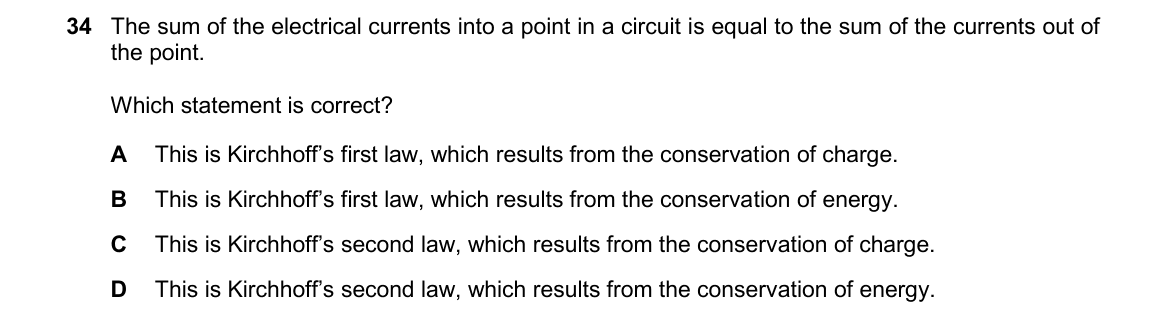 34 The sum of the electrical currents into a point in a circuit is equal to the sum of the currents out of
the point.
Which statement is correct?
A This is Kirchhoff’s first law, which results from the conservation of charge.
B This is Kirchhoff’s first law, which results from the conservation of energy.
C This is Kirchhoff’s second law, which results from the conservation of charge.
D This is Kirchhoff’s second law, which results from the conservation of energy.